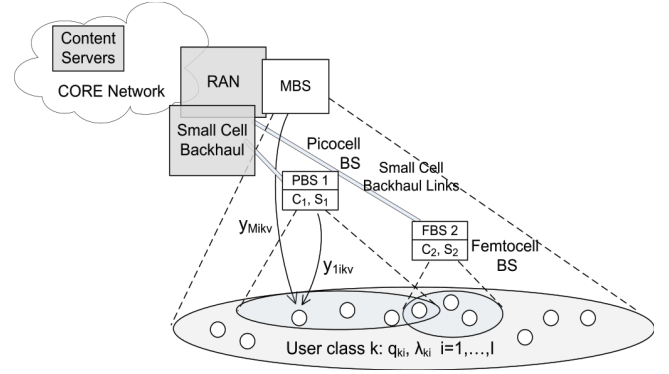 Content
Servers
CORE Network
RAN
MBS
Small Cell
Backhaul
Picocell
BS
Small Cell
Backhaul Links
PBS 1
C₁, S₁
FBS 2
C₂, S₂
Femtocell
BS
yMikv
y1ikv
User class k: qₖᵢ, λₖᵢ i=1,...,I